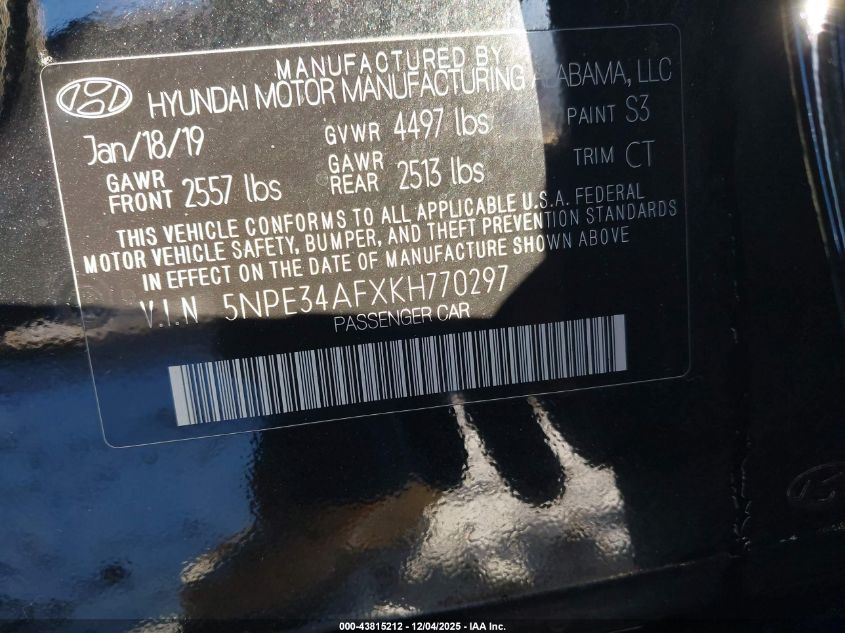 MANUFACTURED BY
HYUNDAI MOTOR MANUFACTURING ALABAMA, LLC
Jan/18/19
GVWR 4497 lbs
PAINT S3
GAWR FRONT 2557 lbs
GAWR REAR 2513 lbs
TRIM CT
THIS VEHICLE CONFORMS TO ALL APPLICABLE U.S.A. FEDERAL
MOTOR VEHICLE SAFETY, BUMPER, AND THEFT PREVENTION STANDARDS
IN EFFECT ON THE DATE OF MANUFACTURE SHOWN ABOVE
V.I.N 5NPE34AFXKH770297
PASSENGER CAR
000-43815212 - 12/04/2025 - IAA Inc.